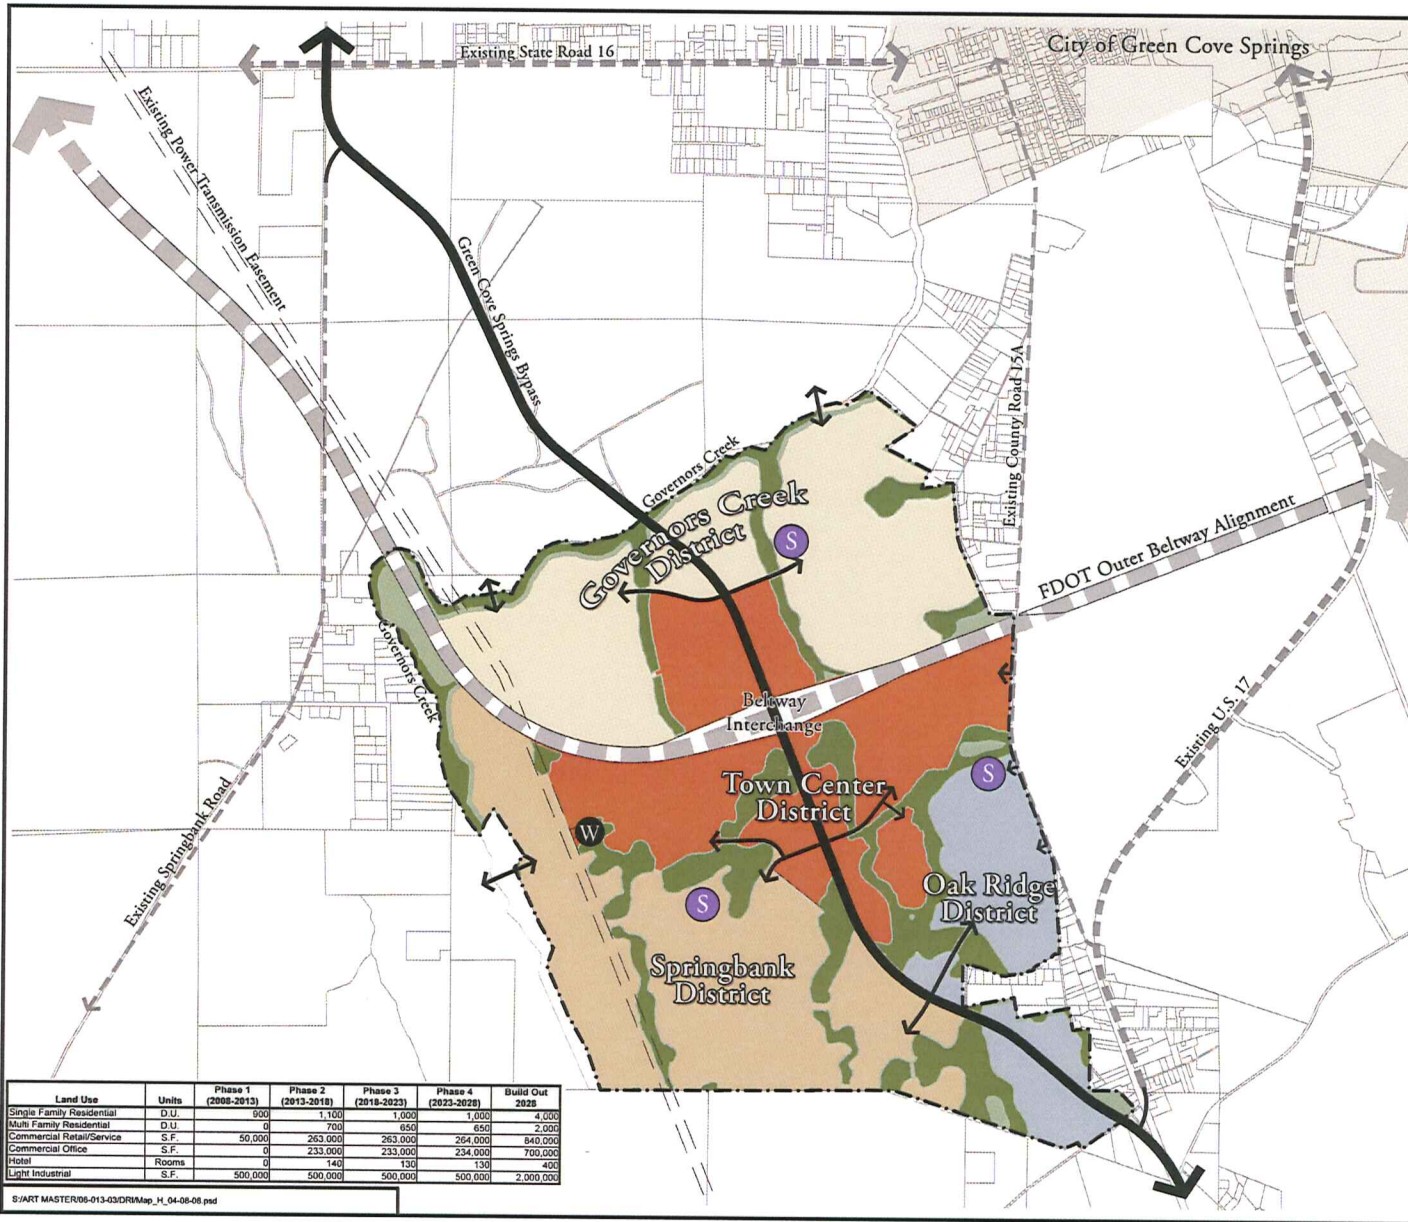 Existing State Road 16
City of Green Cove Springs
Existing Power Transmission Easement
Green Cove Springs Bypass
Existing County Road 15A
Governors Creek
Governors Creek
District
S
FDOT Outer Beltway Alignment
Governors Creek
Beltway
Interchange
Existing U.S. 17
S
Town Center
District
W
Existing Springbank Road
Oak Ridge
District
S
Springbank
District
Land Use Units Phase 1 (2008-2013) Phase 2 (2013-2018) Phase 3 (2018-2023) Phase 4 (2023-2028) Build Out 2028
Single Family Residential D.U. 900 1,100 1,000 1,000 4,000
Multi Family Residential D.U. 0 700 650 650 2,000
Commercial Retail/Service S.F. 50,000 263.000 263.000 264,000 840,000
Commercial Office S.F. 0 233.000 233,000 234,000 700,000
Hotel Rooms 0 140 130 130 400
Light Industrial S.F. 500,000 500,000 500,000 500,000 2,000,000
S:/ART MASTER/06-013-03/DRI/Map_H_04-08-08.psd